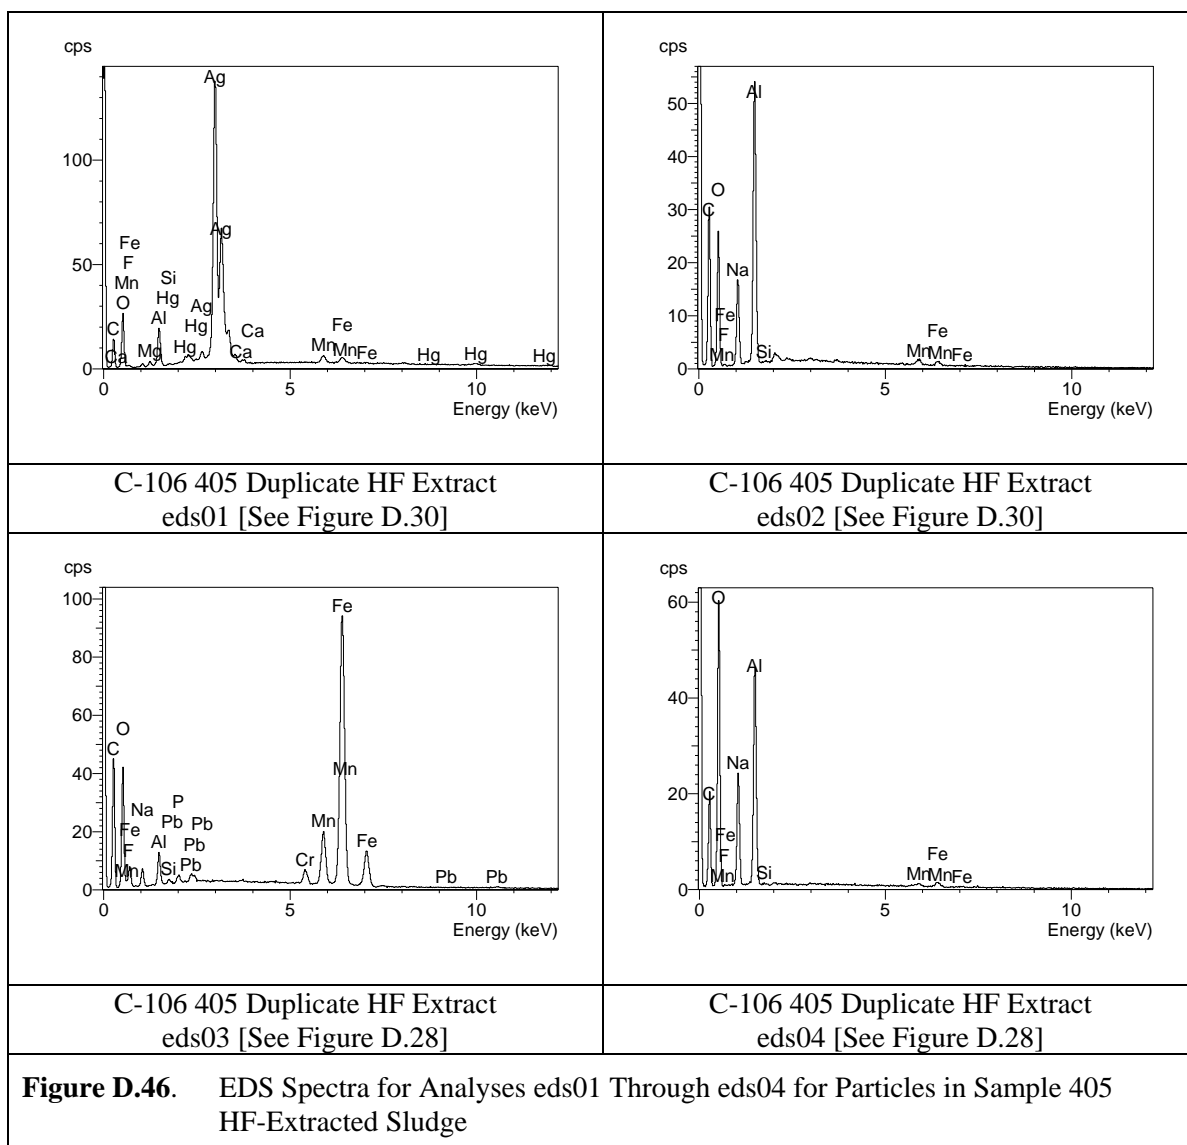 cps
Ag
100
Ag
Fe
F Si
Mn Hg Ag
50
O Al Hg Ca Fe
C
Ca Mg Hg Ca Mn Mn Fe Hg Hg Hg
0
0 5 10
Energy (keV)
C-106 405 Duplicate HF Extract
eds01 [See Figure D.30]
cps
50
Al
40
O
30
C
20
Na
10
Fe Fe
F
Mn Si Mn Mn Fe
0
0 5 10
Energy (keV)
C-106 405 Duplicate HF Extract
eds02 [See Figure D.30]
cps
100
Fe
80
60
O
C
40
Mn
P
Na Pb Pb
20
Fe Al Pb Mn Fe
F
Mn Si Pb Cr Pb Pb
0
0 5 10
Energy (keV)
C-106 405 Duplicate HF Extract
eds03 [See Figure D.28]
cps
60
O
Al
40
Na
20
C
Fe Fe
F
Mn Si Mn Mn Fe
0
0 5 10
Energy (keV)
C-106 405 Duplicate HF Extract
eds04 [See Figure D.28]
Figure D.46. EDS Spectra for Analyses eds01 Through eds04 for Particles in Sample 405
HF-Extracted Sludge